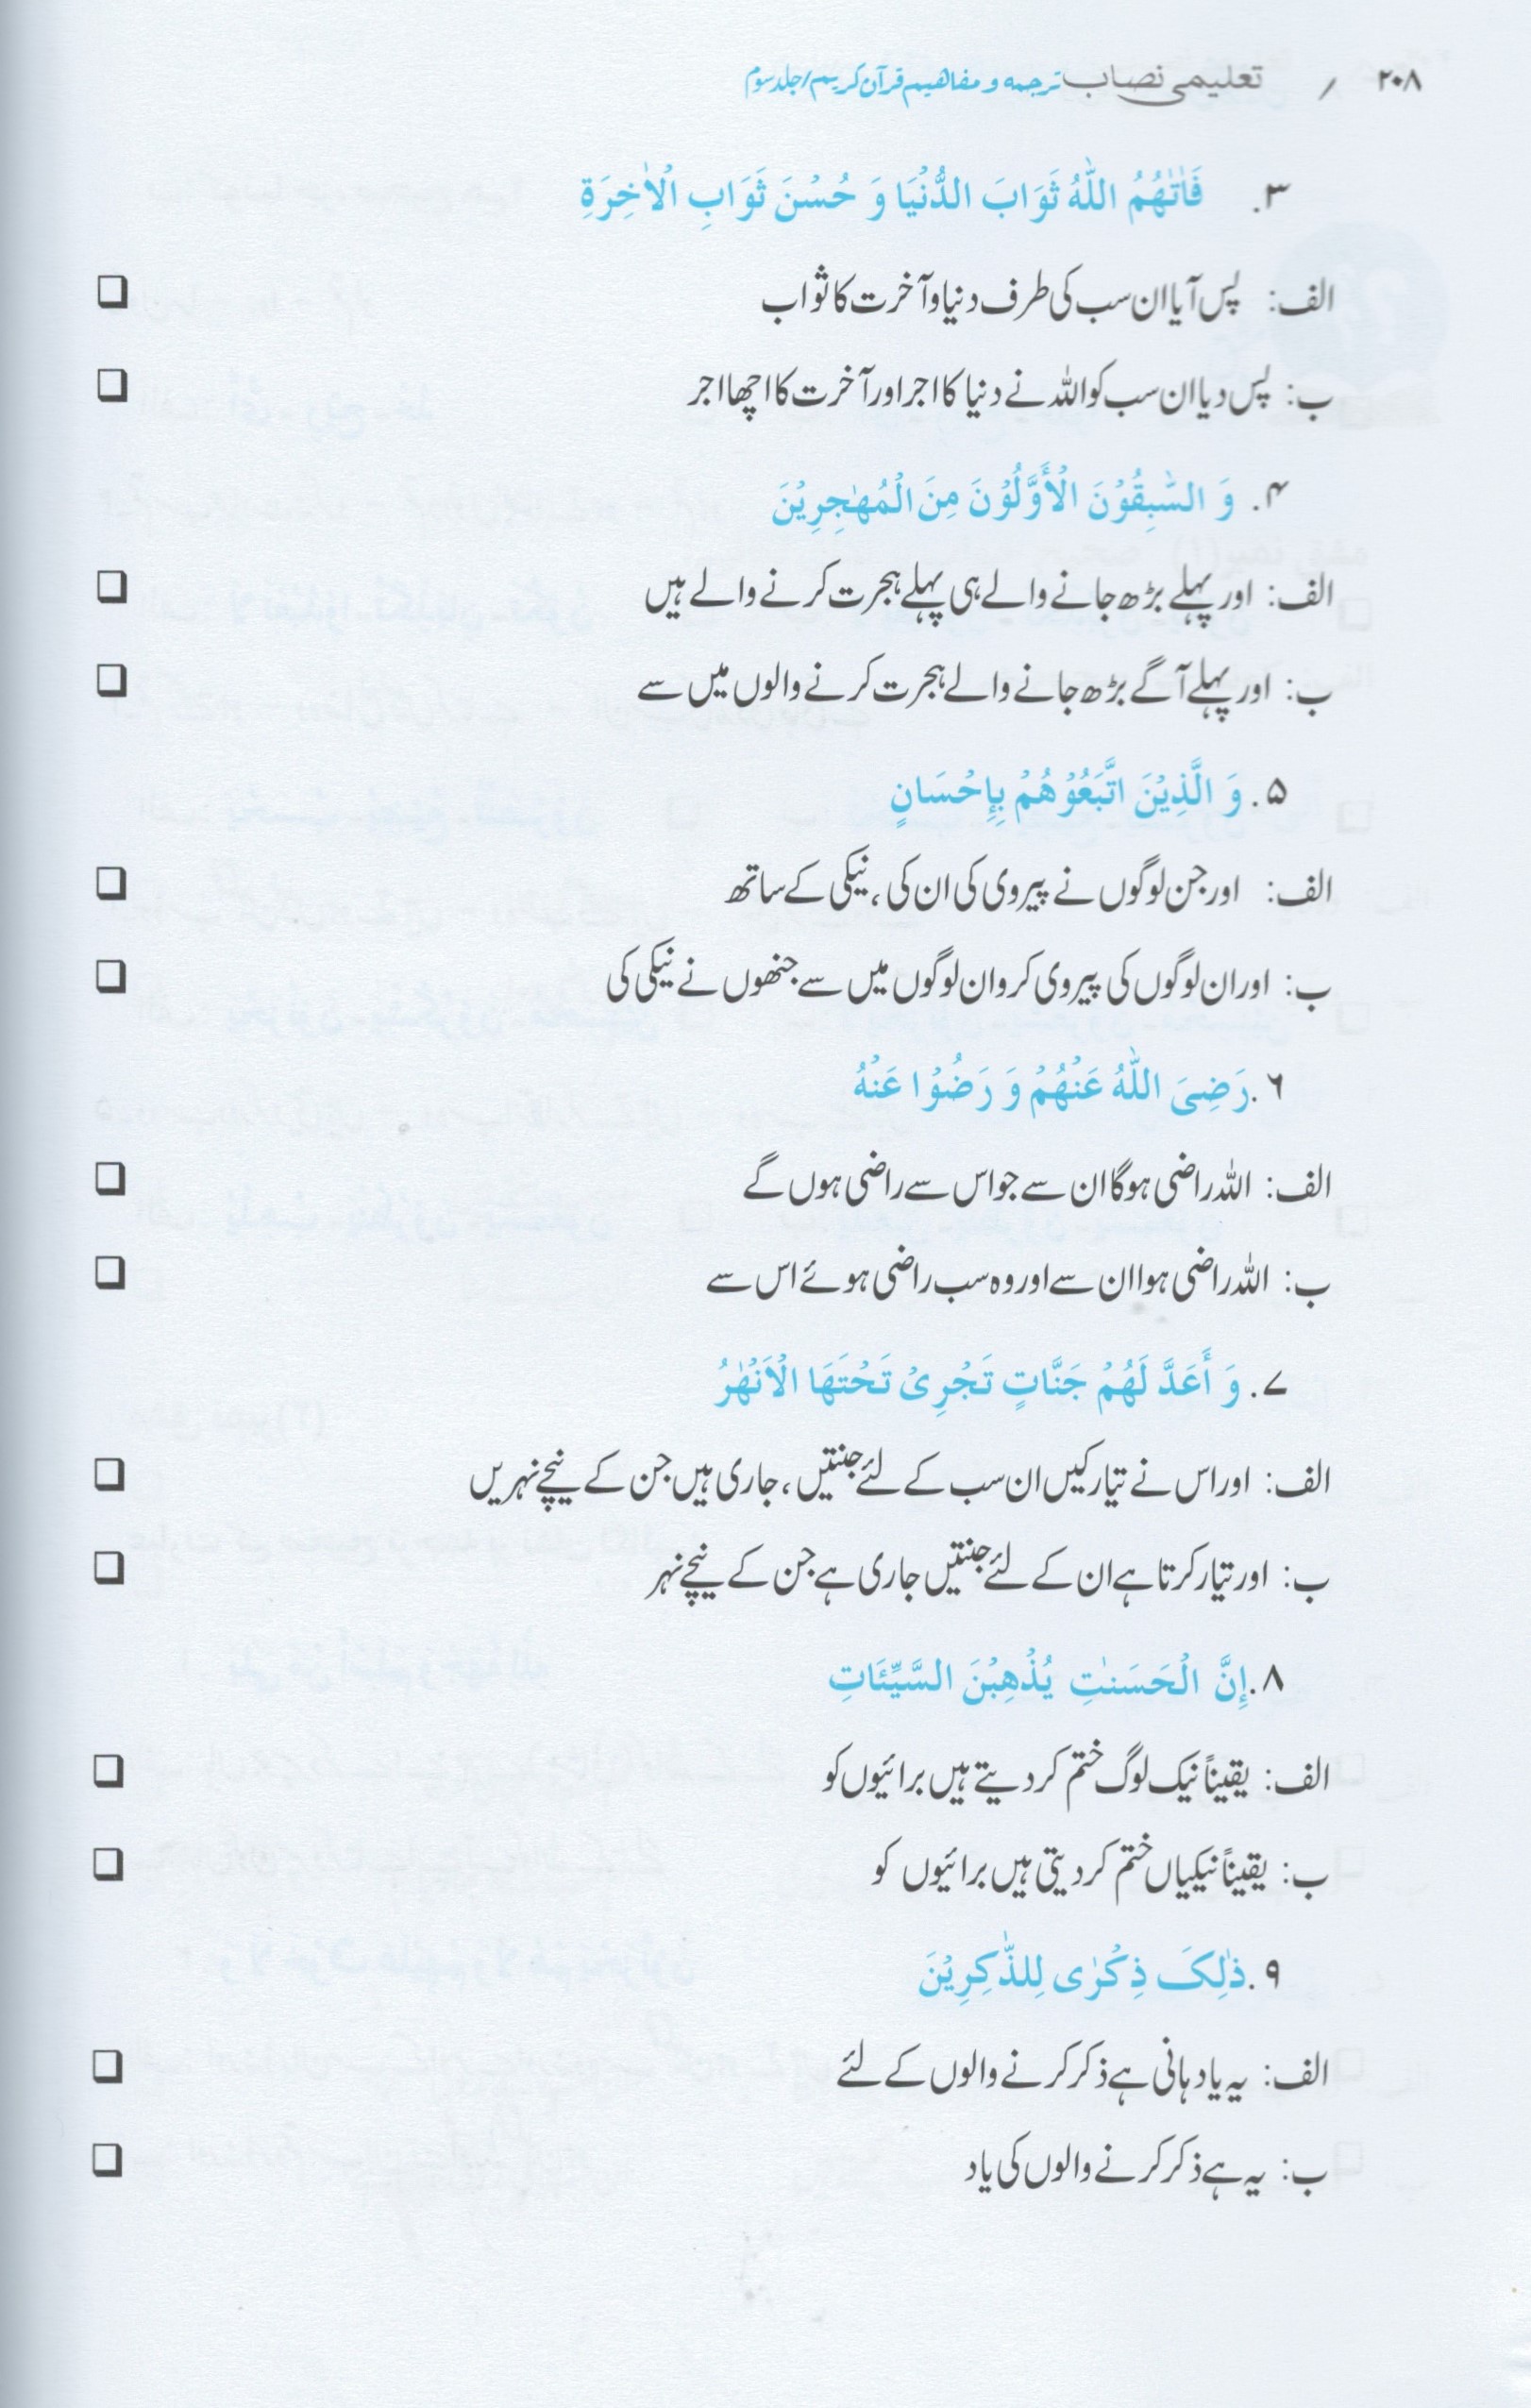 ۲۰۸ / تعلیمی نصاب ترجمه و مفاهیم قرآن کریم/جلد سوم
۳. فَاٰتٰهُمُ اللّٰهُ ثَوَابَ الدُّنْيَا وَ حُسْنَ ثَوَابِ الْاٰخِرَةِ
الف: پس آیا ان سب کی طرف دنیا و آخرت کا ثواب ❑
ب: پس دیا ان سب کو اللہ نے دنیا کا اجر اور آخرت کا اچھا اجر ❑
۴. وَ السّٰبِقُوْنَ الْأَوَّلُوْنَ مِنَ الْمُهٰجِرِيْنَ
الف: اور پہلے بڑھ جانے والے ہی پہلے ہجرت کرنے والے ہیں ❑
ب: اور پہلے آگے بڑھ جانے والے ہجرت کرنے والوں میں سے ❑
۵. وَ الَّذِيْنَ اتَّبَعُوْهُمْ بِإِحْسَانٍ
الف: اور جن لوگوں نے پیروی کی ان کی، نیکی کے ساتھ ❑
ب: اور ان لوگوں کی پیروی کرو ان لوگوں میں سے جنھوں نے نیکی کی ❑
۶. رَضِیَ اللّٰهُ عَنْهُمْ وَ رَضُوْا عَنْهُ
الف: اللہ راضی ہوگا ان سے جو اس سے راضی ہوں گے ❑
ب: اللہ راضی ہوا ان سے اور وہ سب راضی ہوئے اس سے ❑
۷. وَ أَعَدَّ لَهُمْ جَنَّاتٍ تَجْرِیْ تَحْتَهَا الْاَنْهٰرُ
الف: اور اس نے تیار کیں ان سب کے لئے جنتیں، جاری ہیں جن کے نیچے نہریں ❑
ب: اور تیار کرتا ہے ان کے لئے جنتیں جاری ہے جن کے نیچے نہر ❑
۸. إِنَّ الْحَسَنٰتِ يُذْهِبْنَ السَّيِّئَاتِ
الف: یقیناً نیک لوگ ختم کر دیتے ہیں برائیوں کو ❑
ب: یقیناً نیکیاں ختم کر دیتی ہیں برائیوں کو ❑
۹. ذٰلِکَ ذِكْرٰی لِلذّٰكِرِيْنَ
الف: یہ یاد ہانی ہے ذکر کرنے والوں کے لئے ❑
ب: یہ ہے ذکر کرنے والوں کی یاد ❑